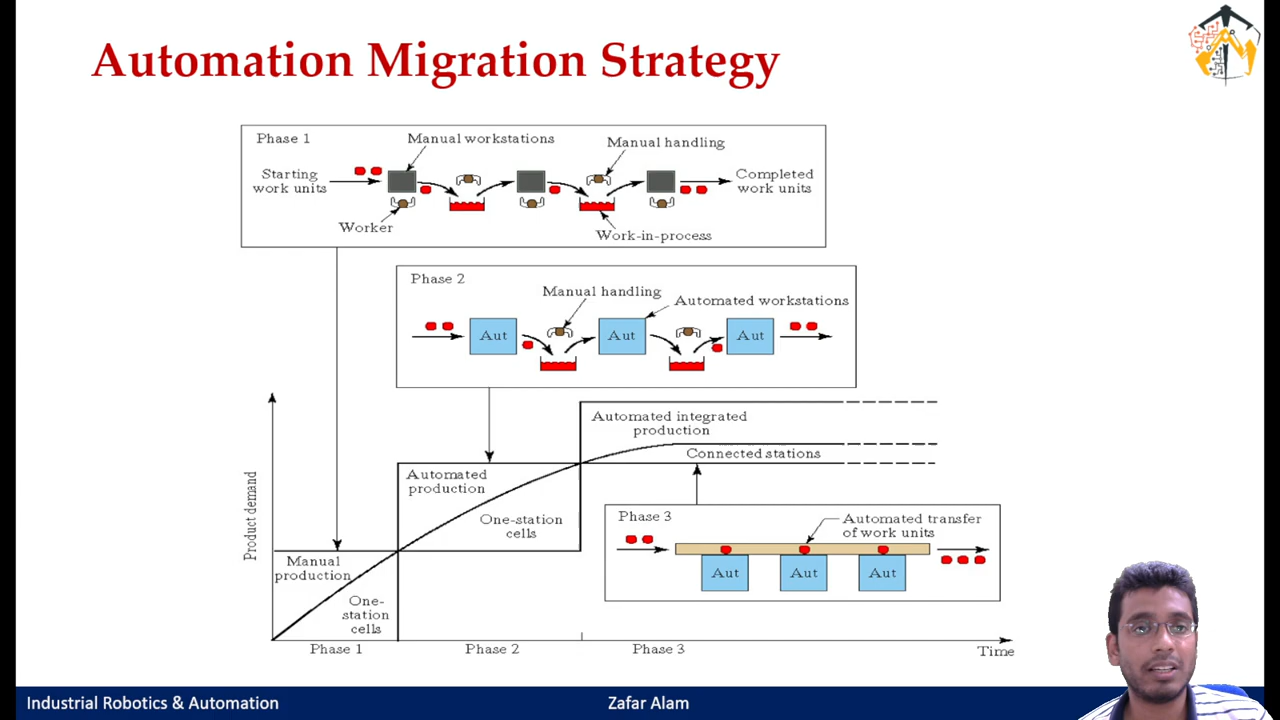 Automation Migration Strategy
Phase 1
Manual workstations
Manual handling
Starting
work units
Completed
work units
Worker
Work-in-process
Phase 2
Manual handling
Automated workstations
Aut
Aut
Aut
Automated integrated
production
Connected stations
Automated
production
One-station
cells
Product demand
Manual
production
One-
station
cells
Phase 3
Automated transfer
of work units
Aut
Aut
Aut
Phase 1
Phase 2
Phase 3
Time
Industrial Robotics & Automation
Zafar Alam